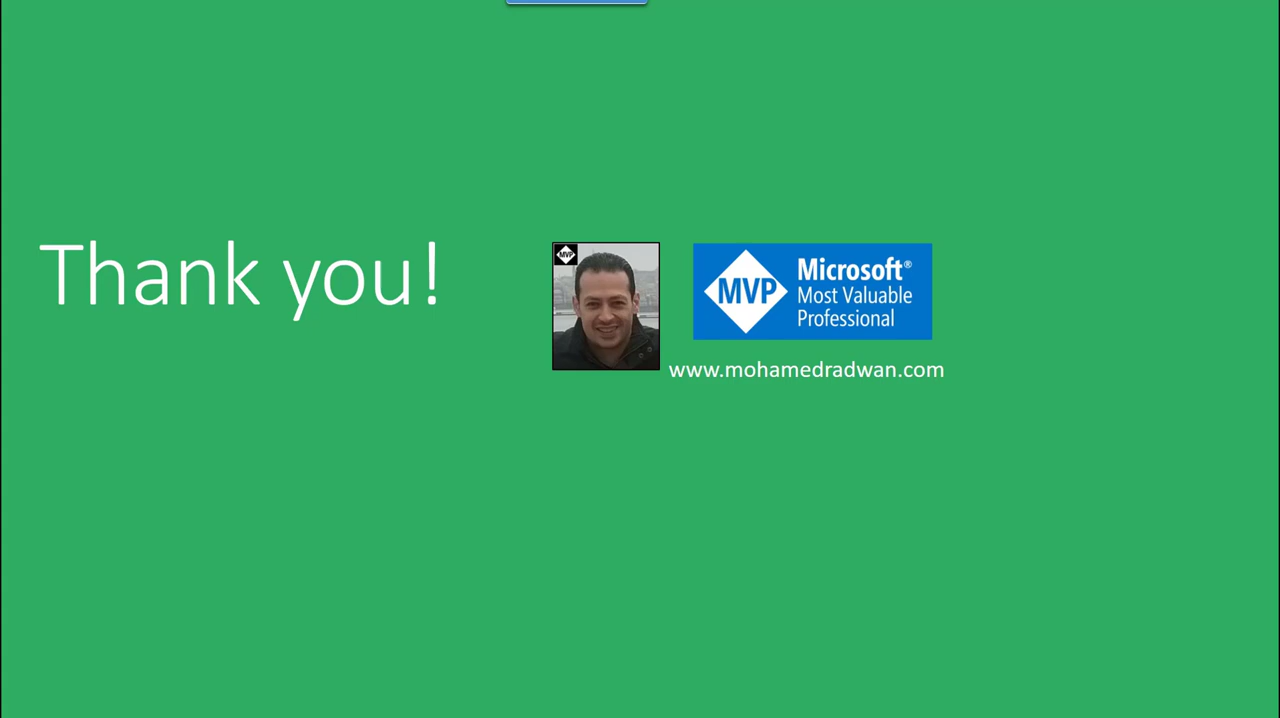 Thank you!
MVP
MVP
Microsoft®
Most Valuable
Professional
www.mohamedradwan.com